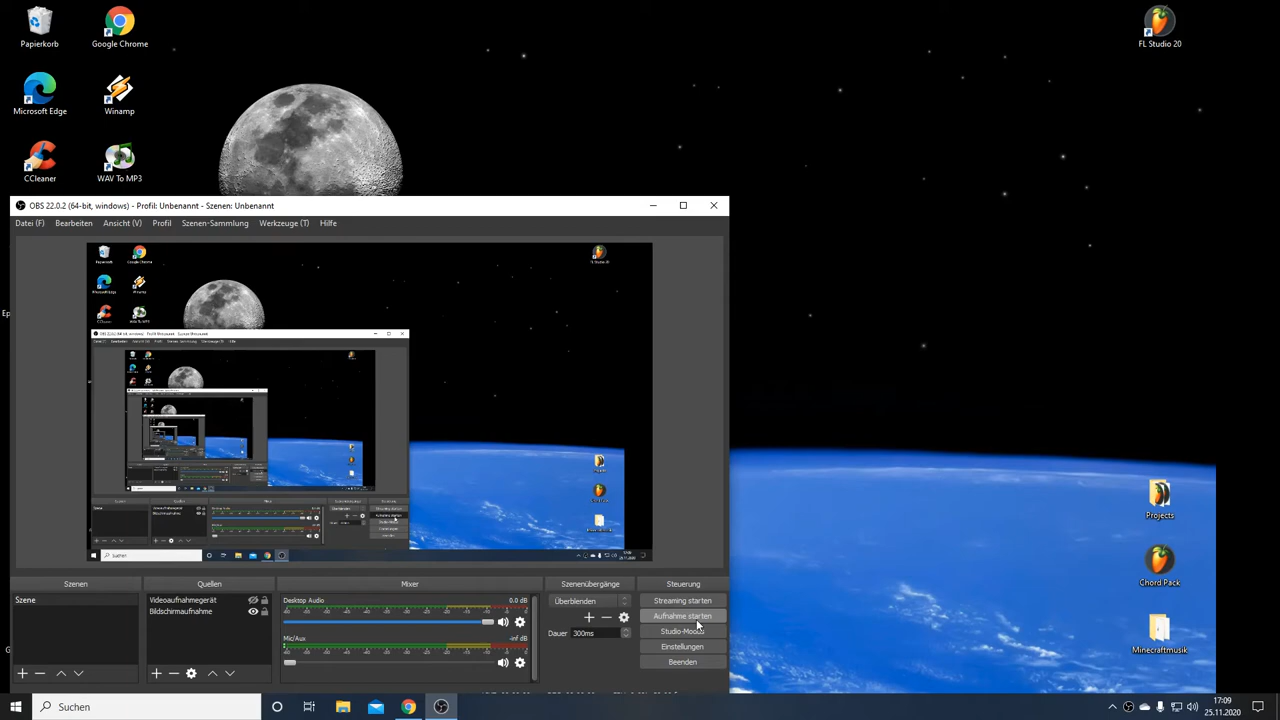 Papierkorb
Google Chrome
FL Studio 20
Microsoft Edge
Winamp
CCleaner
WAV To MP3
OBS 22.0.2 (64-bit, windows) - Profil: Unbenannt - Szenen: Unbenannt
Datei (F) Bearbeiten Ansicht (V) Profil Szenen-Sammlung Werkzeuge (T) Hilfe
Projects
Chord Pack
Minecraftmusik
Szenen Quellen Mixer Szenenübergänge Steuerung
Szene
Videoaufnahmegerät
Bildschirmaufnahme
Desktop Audio 0.0 dB
Mic/Aux -inf dB
Überblenden
Dauer 300ms
Streaming starten
Aufnahme starten
Studio-Modus
Einstellungen
Beenden
Suchen
17:09
25.11.2020